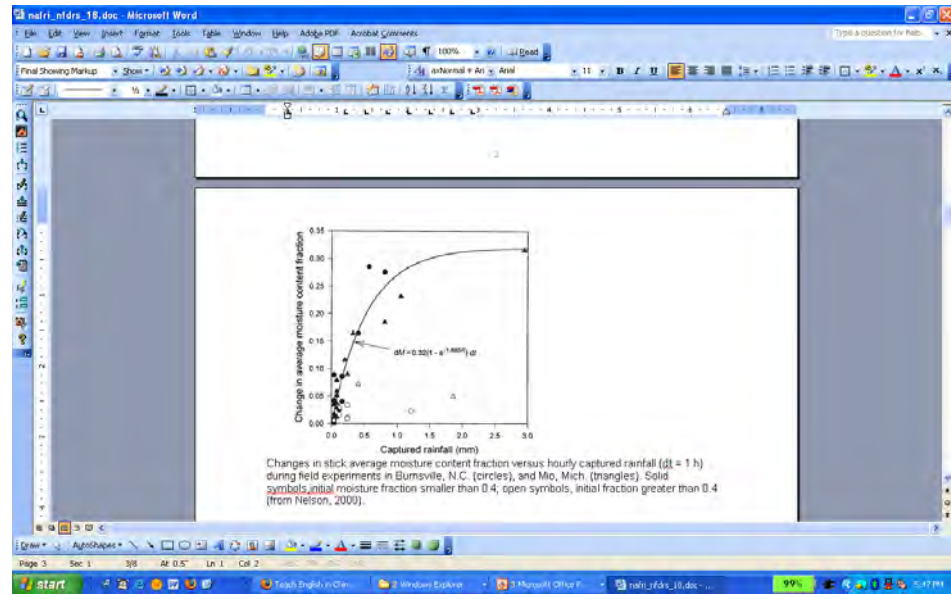 nafri_nfdrs_18.doc - Microsoft Word
File Edit View Insert Format Tools Table Window Help Adobe PDF Acrobat Comments
Type a question for help
100% Read
Final Showing Markup Show Arial 11 B I U
2
Change in average moisture content fraction
0.35
0.30
0.25
0.20
0.15
0.10
0.05
0.00
0.0 0.5 1.0 1.5 2.0 2.5 3.0
Captured rainfall (mm)
Changes in stick average moisture content fraction versus hourly captured rainfall (dt = 1 h)
during field experiments in Burnsville, N.C. (circles), and Mio, Mich. (triangles). Solid
symbols,initial moisture fraction smaller than 0.4; open symbols, initial fraction greater than 0.4
(from Nelson, 2000).
Draw AutoShapes
Page 3 Sec 1 3/8 At 0.5" Ln 1 Col 2
start Teach English in Chin... 2 Windows Explorer 3 Microsoft Office P... nafri_nfdrs_18.doc - ... 99% 5:47 PM